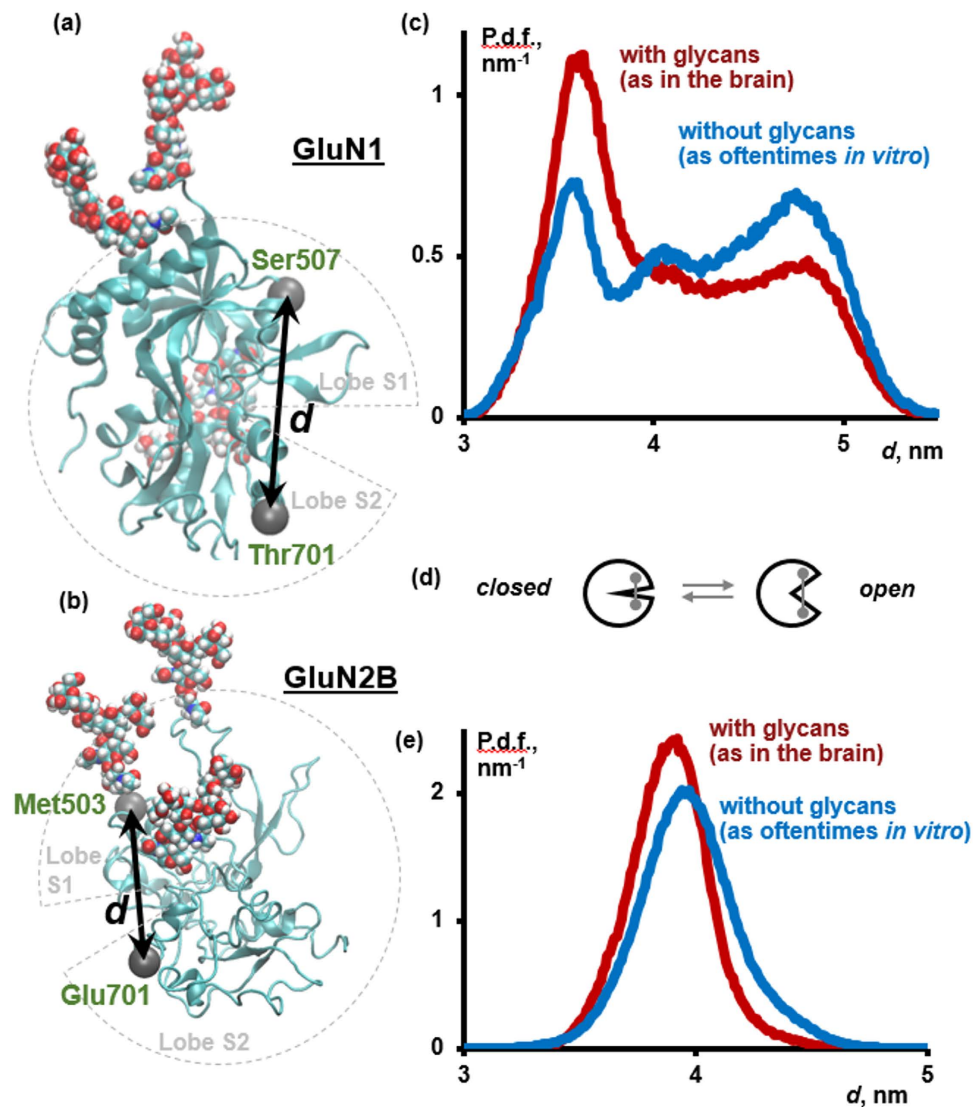 (a)
GluN1
Ser507
Lobe S1
d
Lobe S2
Thr701
(b)
GluN2B
Met503
Lobe
S1
d
Glu701
Lobe S2
(c)
P.d.f.,
nm-1
with glycans
(as in the brain)
without glycans
(as oftentimes in vitro)
1
0.5
0
3
4
5
d, nm
(d)
closed
open
(e)
P.d.f.,
nm-1
with glycans
(as in the brain)
without glycans
(as oftentimes in vitro)
2
1
0
3
4
5
d, nm